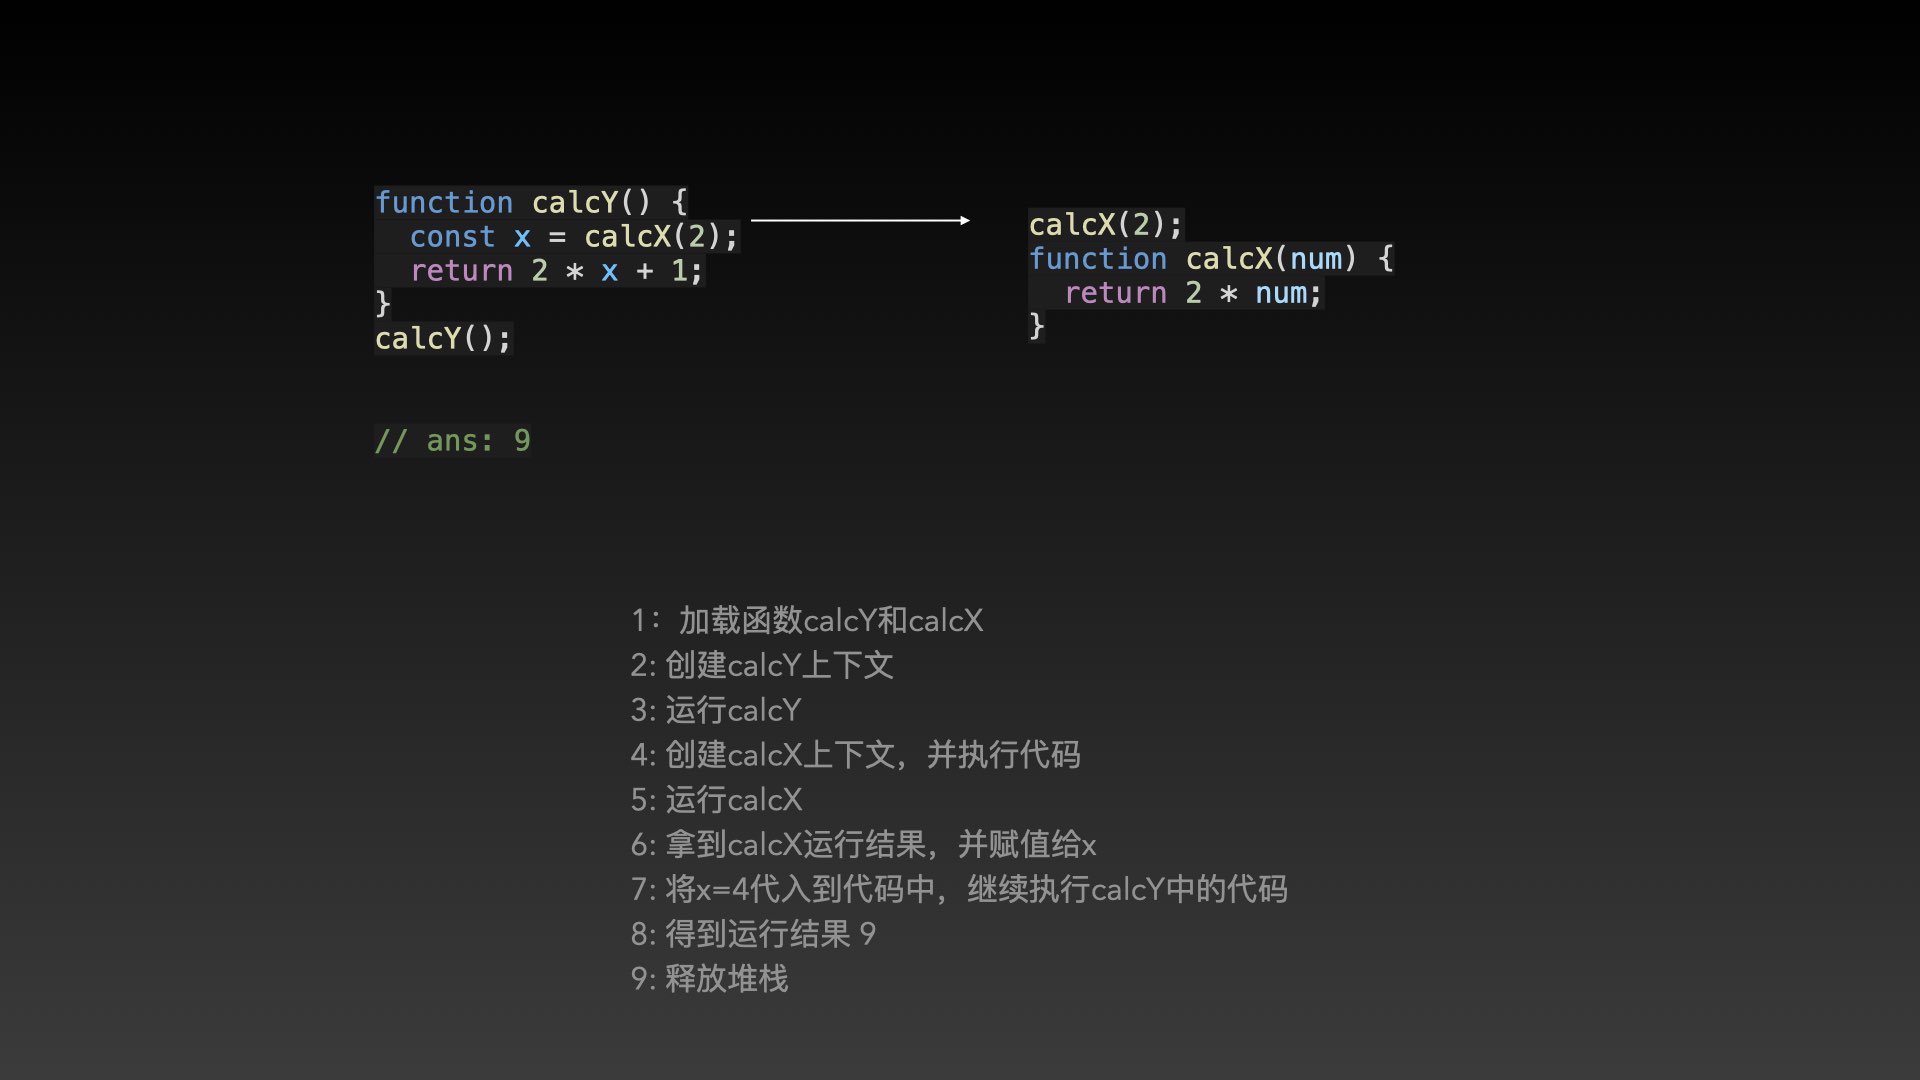 function calcY() {
  const x = calcX(2);
  return 2 * x + 1;
}
calcY();
// ans: 9
calcX(2);
function calcX(num) {
  return 2 * num;
}
1：加载函数calcY和calcX
2: 创建calcY上下文
3: 运行calcY
4: 创建calcX上下文，并执行代码
5: 运行calcX
6: 拿到calcX运行结果，并赋值给x
7: 将x=4代入到代码中，继续执行calcY中的代码
8: 得到运行结果 9
9: 释放堆栈